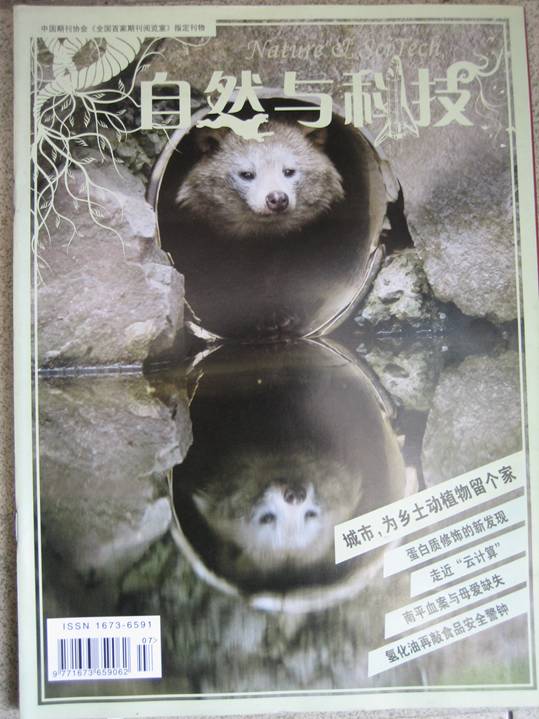 中国期刊协会《全国百家期刊阅览室》指定刊物
Nature & SciTech
自然与科技
城市,为乡土动植物留个家
蛋白质修饰的新发现
走近“云计算”
南平血案与母爱缺失
氢化油再敲食品安全警钟
ISSN 1673-6591
07>
9 771673 659062